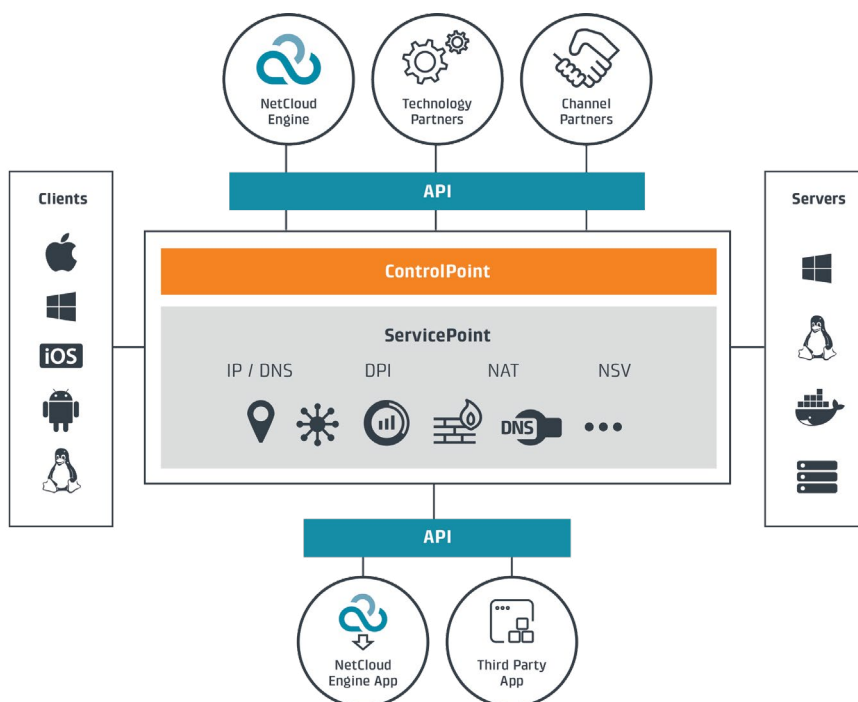 NetCloud
Engine
Technology
Partners
Channel
Partners
API
Clients
Servers
ControlPoint
ServicePoint
IP / DNS
DPI
NAT
NSV
iOS
DNS
API
NetCloud
Engine App
Third Party
App